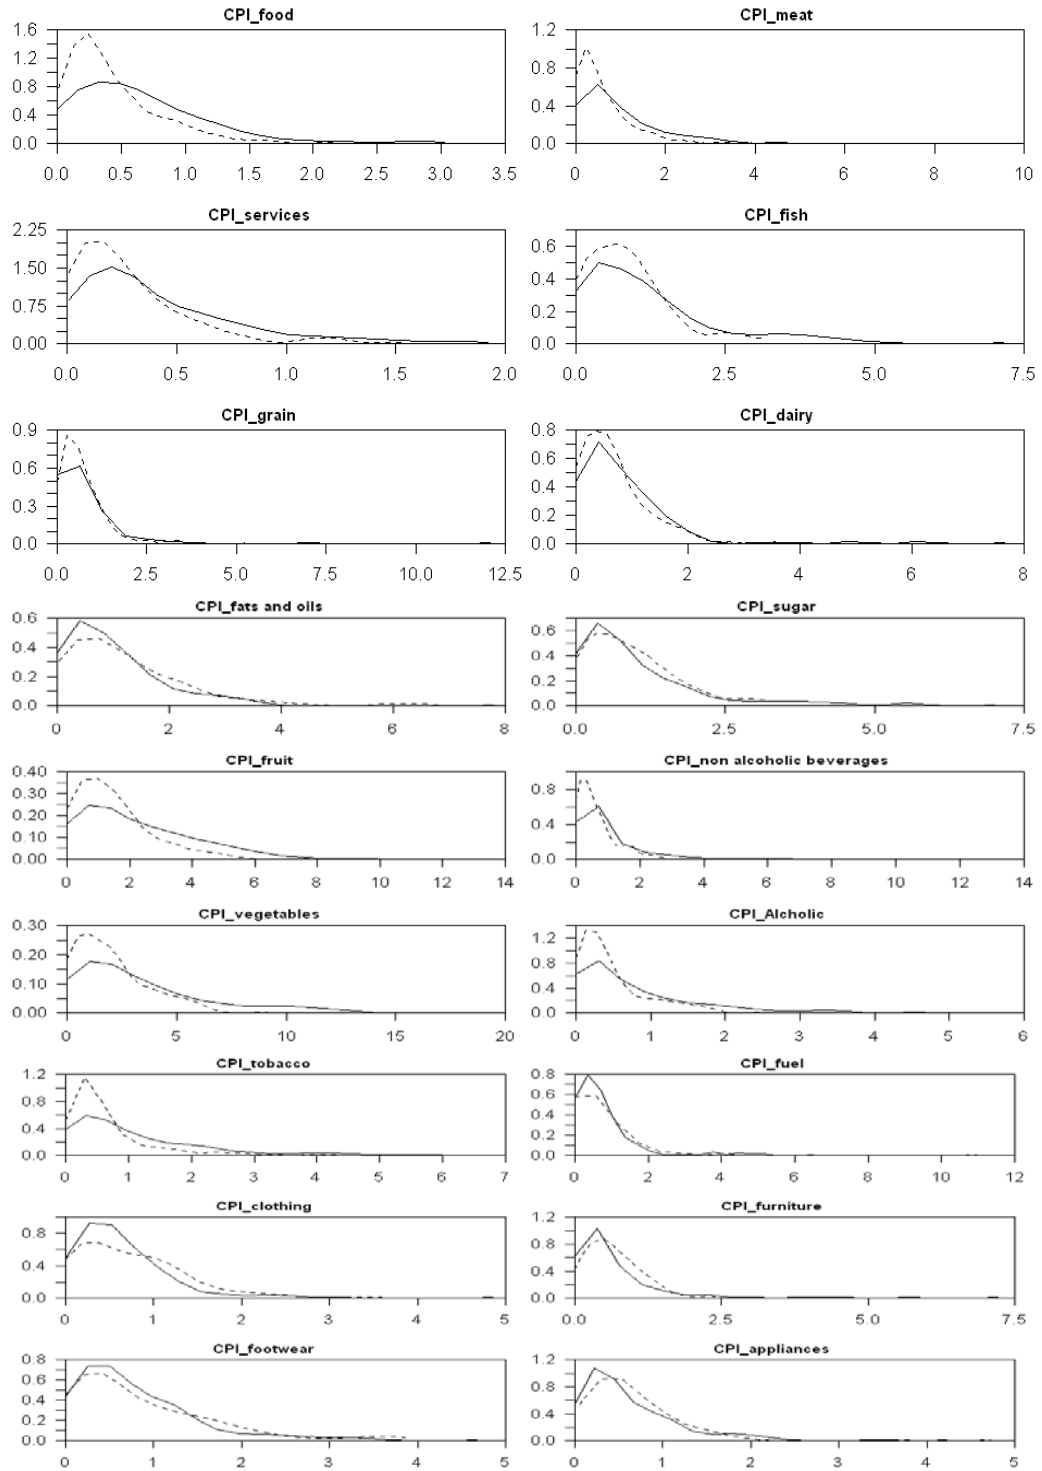 CPI_food CPI_meat
1.6 1.2
1.2
0.8 0.8
0.4 0.4
0.0 0.0
0.0 0.5 1.0 1.5 2.0 2.5 3.0 3.5 0 2 4 6 8 10
CPI_services CPI_fish
2.25
1.50 0.6
0.4
0.75 0.2
0.00 0.0
0.0 0.5 1.0 1.5 2.0 0.0 2.5 5.0 7.5
CPI_grain CPI_dairy
0.9 0.8
0.6 0.6
0.4
0.3 0.2
0.0 0.0
0.0 2.5 5.0 7.5 10.0 12.5 0 2 4 6 8
CPI_fats and oils CPI_sugar
0.6 0.6
0.4 0.4
0.2 0.2
0.0 0.0
0 2 4 6 8 0.0 2.5 5.0 7.5
CPI_fruit CPI_non alcoholic beverages
0.40
0.30 0.8
0.20 0.4
0.10
0.00 0.0
0 2 4 6 8 10 12 14 0 2 4 6 8 10 12 14
CPI_vegetables CPI_Alcholic
0.30 1.2
0.20 0.8
0.10 0.4
0.00 0.0
0 5 10 15 20 0 1 2 3 4 5 6
CPI_tobacco CPI_fuel
1.2 0.8
0.8 0.6
0.4 0.4
0.2
0.0 0.0
0 1 2 3 4 5 6 7 0 2 4 6 8 10 12
CPI_clothing CPI_furniture
1.2
0.8 0.8
0.4 0.4
0.0 0.0
0 1 2 3 4 5 0.0 2.5 5.0 7.5
CPI_footwear CPI_appliances
0.8 1.2
0.6 0.8
0.4
0.2 0.4
0.0 0.0
0 1 2 3 4 5 0 1 2 3 4 5